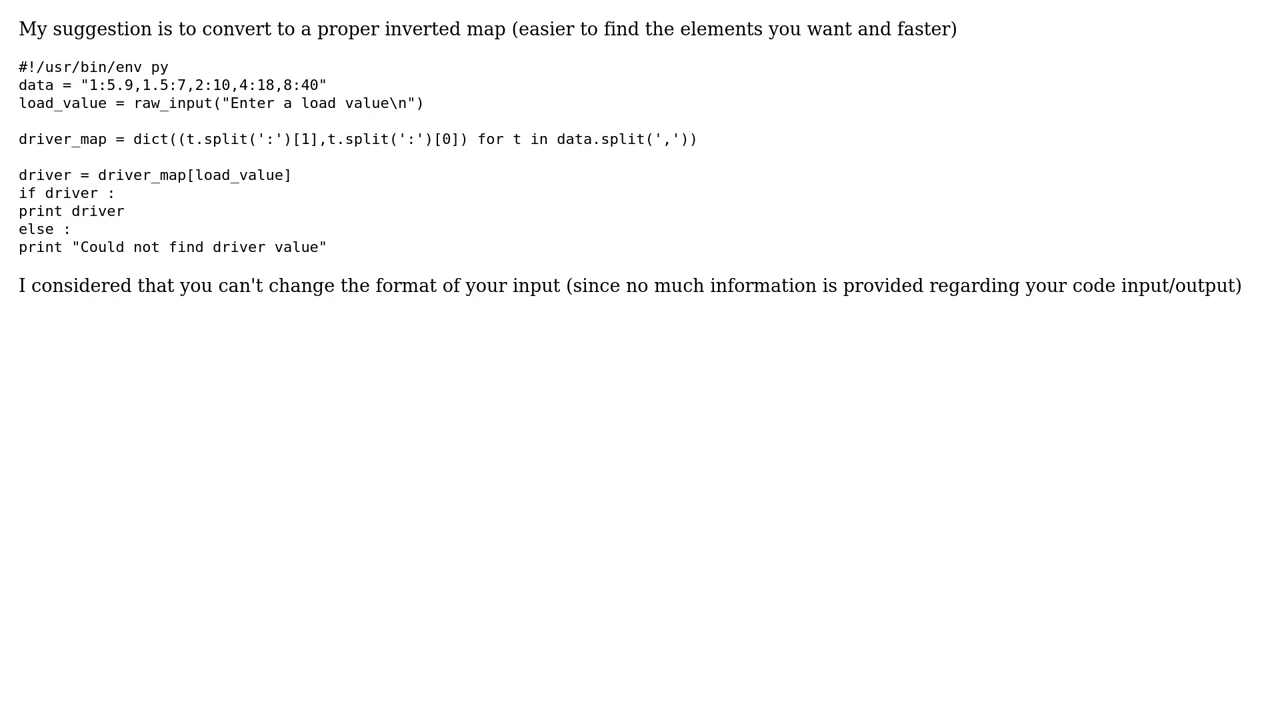 My suggestion is to convert to a proper inverted map (easier to find the elements you want and faster)
#!/usr/bin/env py
data = "1:5.9,1.5:7,2:10,4:18,8:40"
load_value = raw_input("Enter a load value\n")
driver_map = dict((t.split(':')[1],t.split(':')[0]) for t in data.split(','))
driver = driver_map[load_value]
if driver :
print driver
else :
print "Could not find driver value"
I considered that you can't change the format of your input (since no much information is provided regarding your code input/output)